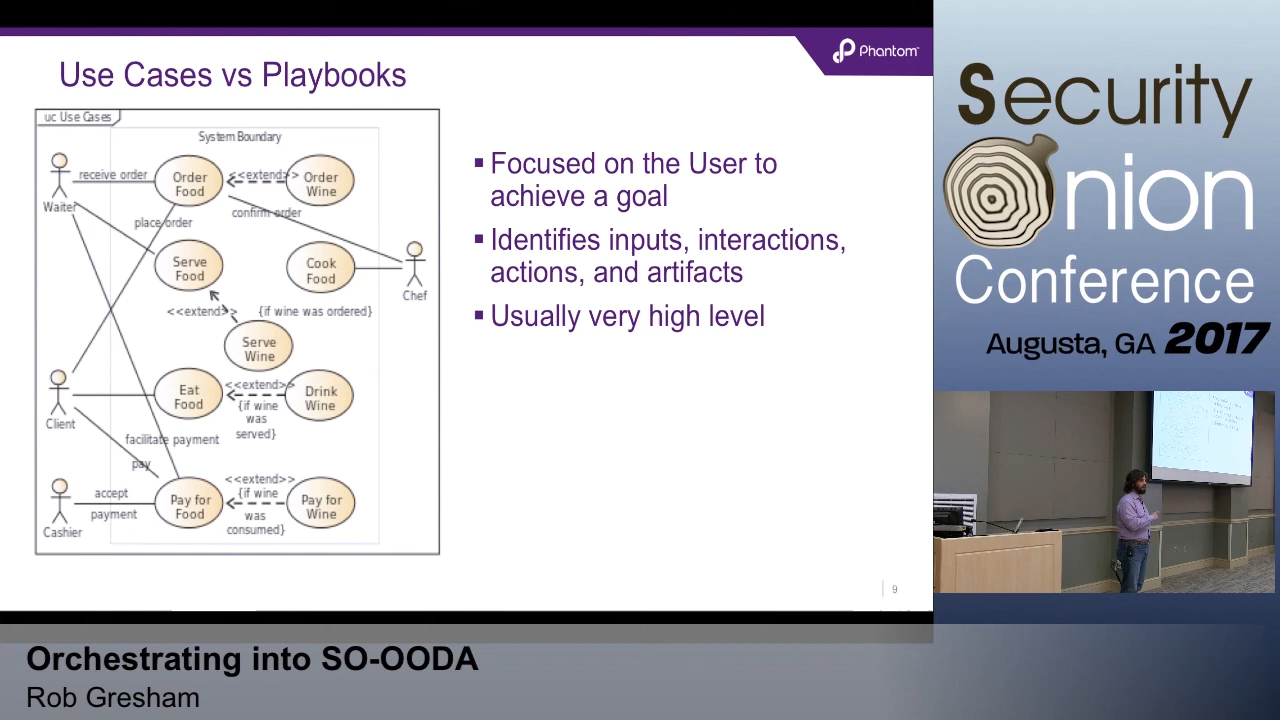 Phantom
Use Cases vs Playbooks
uc Use Cases
System Boundary
receive order
Order
Food
<<extend>>
Order
Wine
Waiter
place order
confirm order
Serve
Food
Cook
Food
Chef
<<extend>>
{if wine was ordered}
Serve
Wine
Eat
Food
<<extend>>
{if wine
was
served}
Drink
Wine
Client
facilitate payment
pay
accept
payment
Pay for
Food
<<extend>>
{if wine
was
consumed}
Pay for
Wine
Cashier
▪ Focused on the User to
achieve a goal
▪ Identifies inputs, interactions,
actions, and artifacts
▪ Usually very high level
9
Security
Onion
Conference
Augusta, GA 2017
Orchestrating into SO-OODA
Rob Gresham